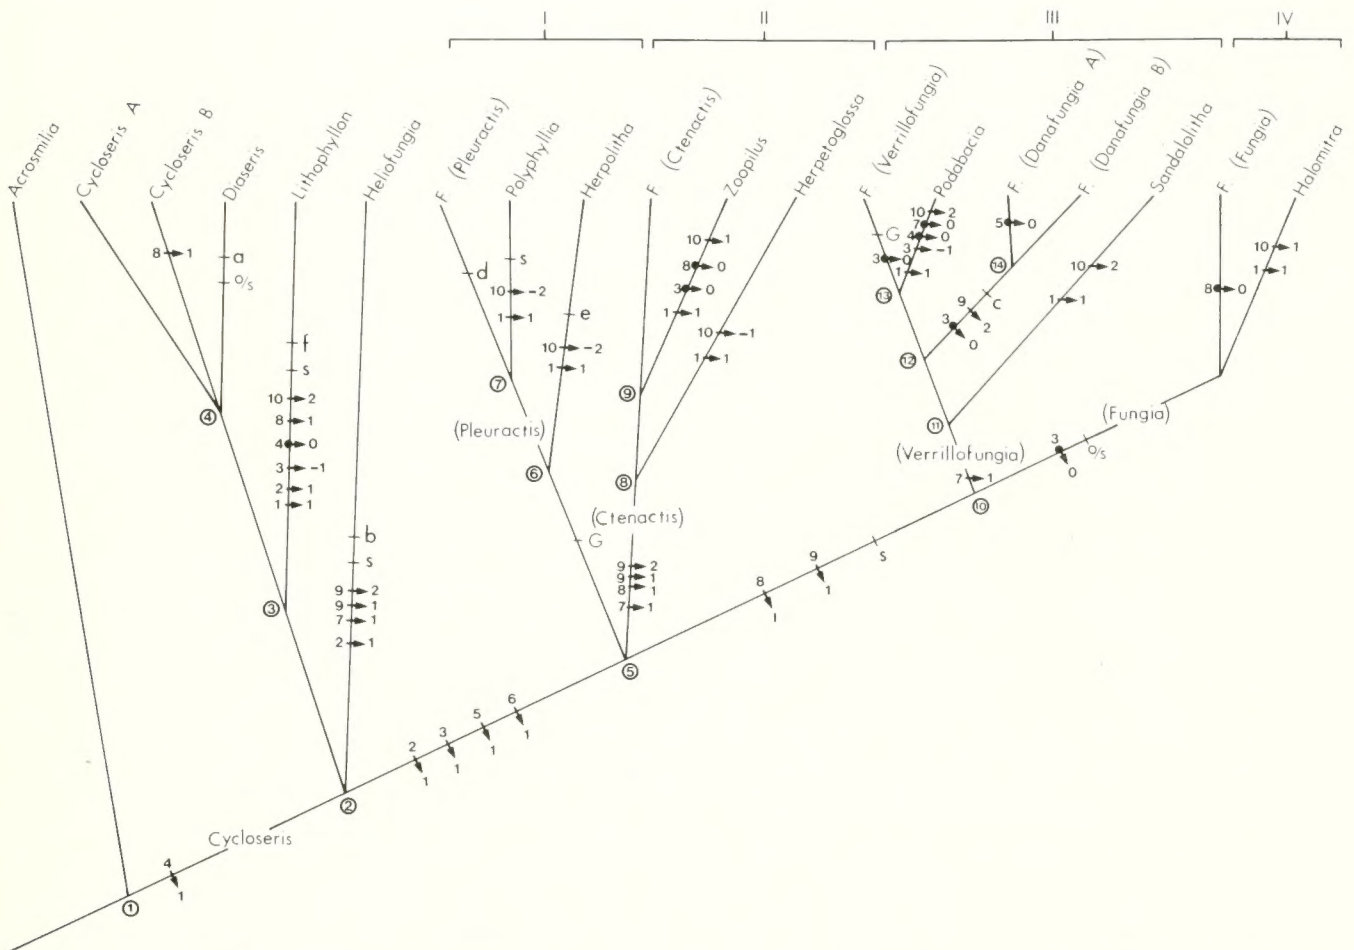 I
II
III
IV
Acrosmilia
Cycloseris A
Cycloseris B
Diaseris
Lithophyllon
Heliofungia
F. (Pleuractis)
Polyphyllia
Herpolitha
F. (Ctenactis)
Zoopilus
Herpetoglossa
F. (Verrillofungia)
Podabacia
F. (Danafungia A)
F. (Danafungia B)
Sandalolitha
F. (Fungia)
Halomitra
8 1
a
o/s
4
f
s
10 2
8 1
4 0
3 -1
2 1
1 1
3
b
s
9 2
9 1
7 1
2 1
d
s
10 -2
1 1
7
e
10 -2
1 1
(Pleuractis)
6
G
10 1
8 0
3 0
1 1
10 -1
1 1
9
8
(Ctenactis)
9 2
9 1
8 1
7 1
5
G
3 0
10 2
7 0
4 0
3 -1
1 1
13
5 0
14
c
9 2
3 0
12
10 2
1 1
11
(Verrillofungia)
7 1
10
8 0
10 1
1 1
(Fungia)
o/s
3 0
s
9 1
8 1
6 1
5 1
3 1
2 1
2
Cycloseris
4 1
1